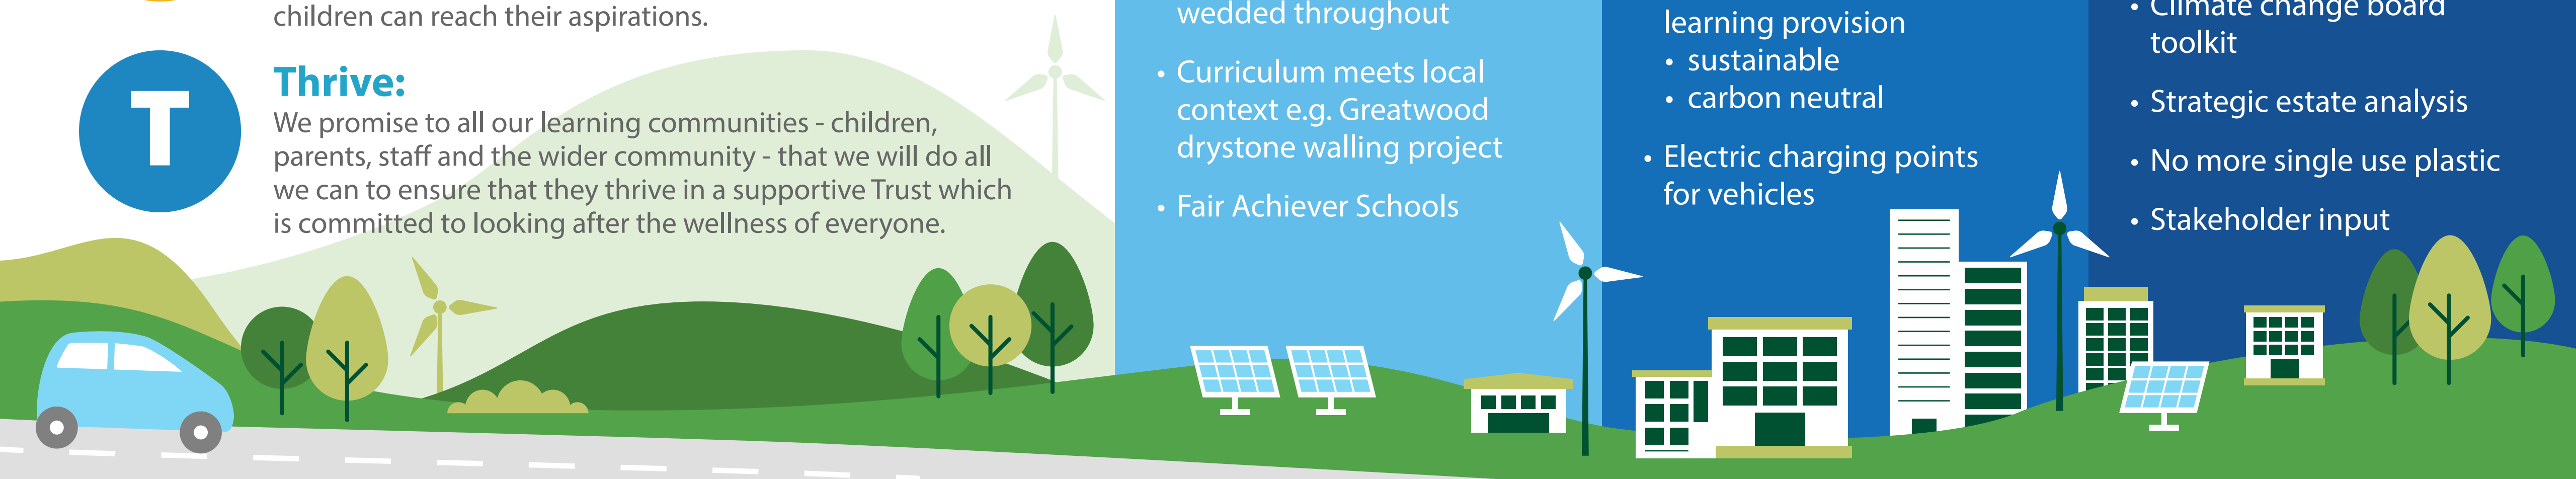 children can reach their aspirations.
T
Thrive:
We promise to all our learning communities - children,
parents, staff and the wider community - that we will do all
we can to ensure that they thrive in a supportive Trust which
is committed to looking after the wellness of everyone.
wedded throughout
• Curriculum meets local
context e.g. Greatwood
drystone walling project
• Fair Achiever Schools
learning provision
• sustainable
• carbon neutral
• Electric charging points
for vehicles
• Climate change board
toolkit
• Strategic estate analysis
• No more single use plastic
• Stakeholder input